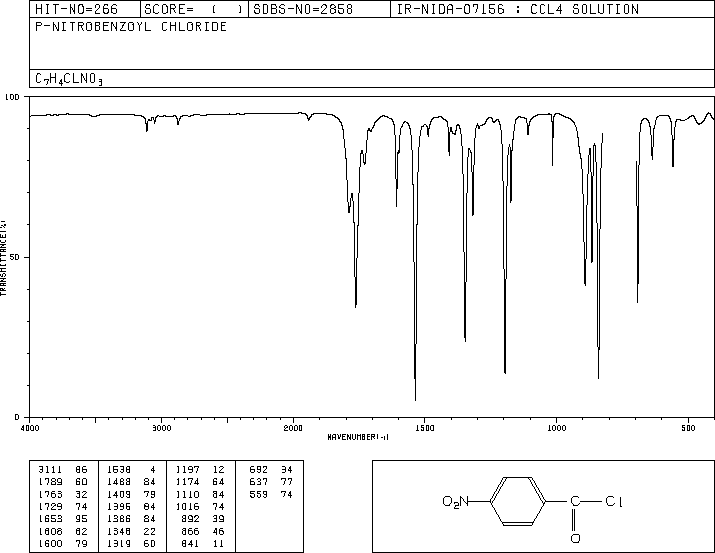 HIT-NO=266 SCORE= ( ) SDBS-NO=2858 IR-NIDA-07156 : CCL4 SOLUTION
P-NITROBENZOYL CHLORIDE
C7H4CLNO3
100
50
0
TRANSMITTANCE(%)
4000 3000 2000 1500 1000 500
WAVENUMBER(-1)
3111 86 1538 4 1197 12 692 34
1789 60 1488 84 1174 64 637 77
1763 32 1409 79 1110 84 559 74
1729 74 1396 84 1016 74
1653 95 1386 84 892 39
1608 62 1348 22 866 46
1600 79 1319 60 841 11
O2N C Cl
O